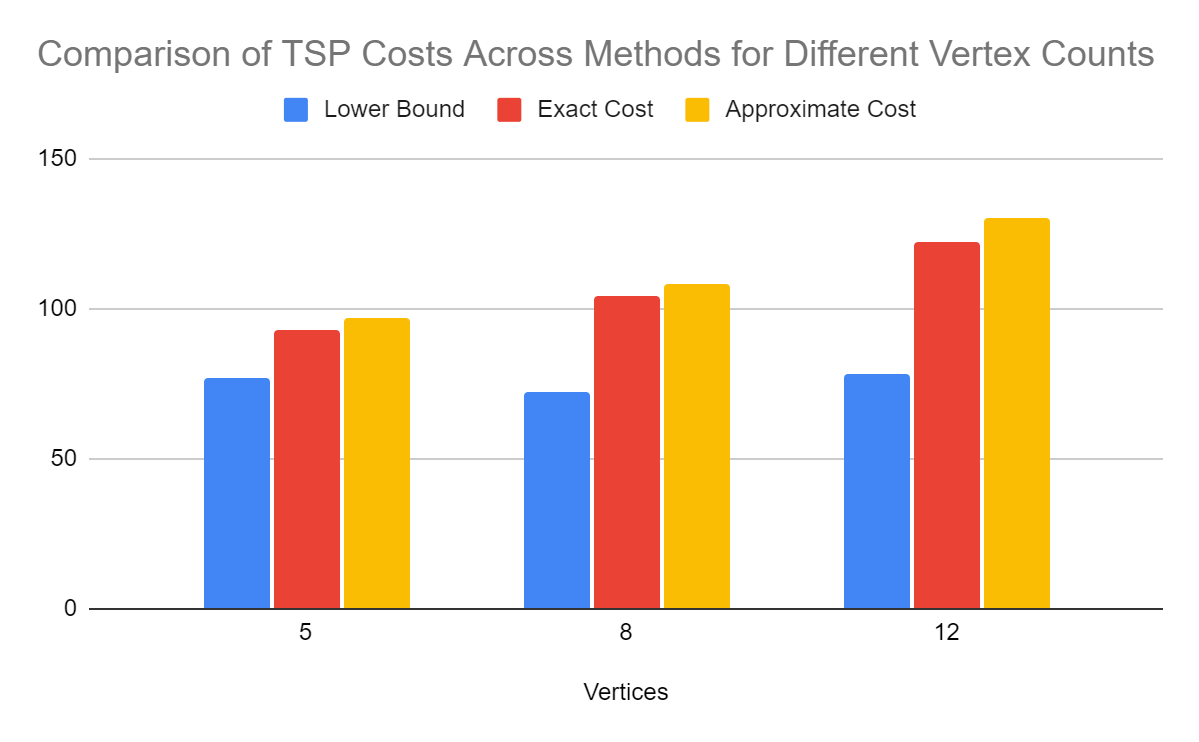 Comparison of TSP Costs Across Methods for Different Vertex Counts
Lower Bound Exact Cost Approximate Cost
150
100
50
0
5 8 12
Vertices